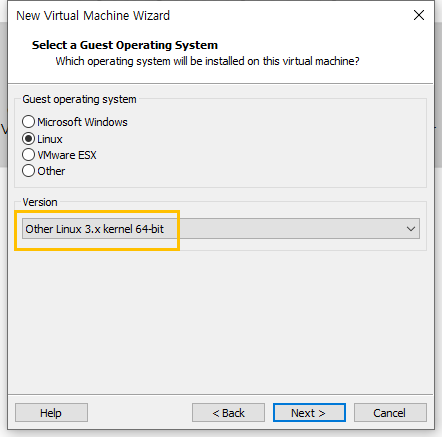 New Virtual Machine Wizard
Select a Guest Operating System
Which operating system will be installed on this virtual machine?
Guest operating system
Microsoft Windows
Linux
VMware ESX
Other
Version
Other Linux 3.x kernel 64-bit
Help
< Back
Next >
Cancel